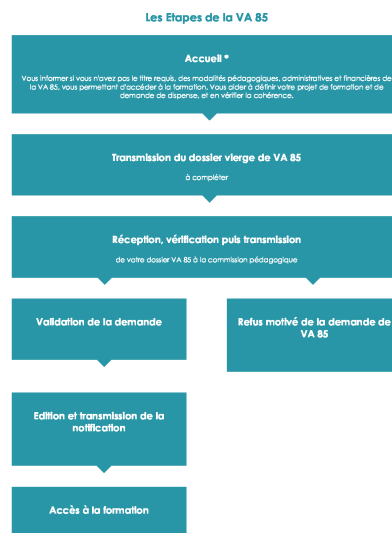 Les Etapes de la VA 85
Accueil *
Vous informer si vous n'avez pas le titre requis, des modalités pédagogiques, administratives et financières de
la VA 85, vous permettant d'accéder à la formation. Vous aider à définir votre projet de formation et de
demande de dispense, et en vérifier la cohérence.
Transmission du dossier vierge de VA 85
à compléter
Réception, vérification puis transmission
de votre dossier VA 85 à la commission pédagogique
Validation de la demande
Refus motivé de la demande de
VA 85
Edition et transmission de la
notification
Accès à la formation